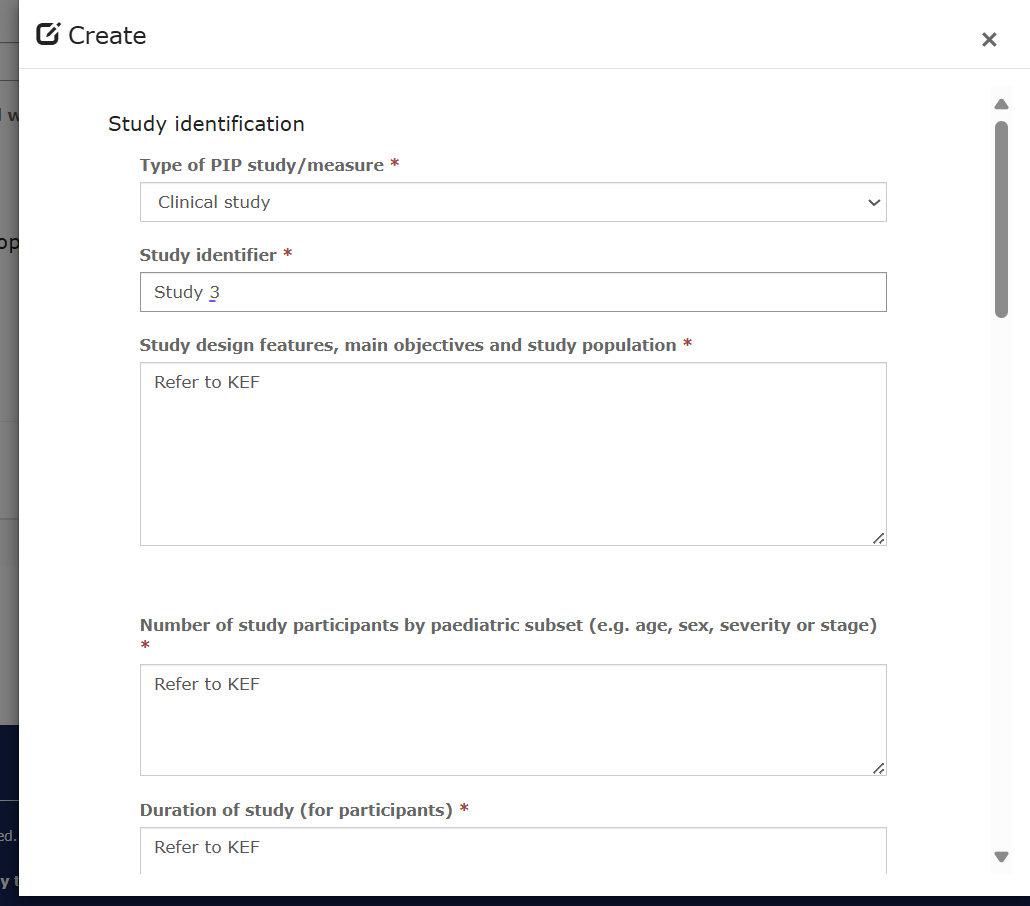 Create
Study identification
Type of PIP study/measure *
Clinical study
Study identifier *
Study 3
Study design features, main objectives and study population *
Refer to KEF
Number of study participants by paediatric subset (e.g. age, sex, severity or stage)
*
Refer to KEF
Duration of study (for participants) *
Refer to KEF